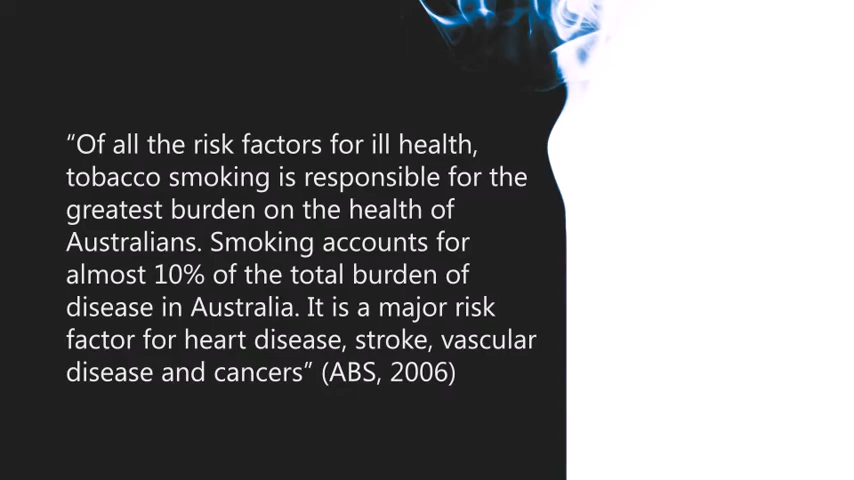 “Of all the risk factors for ill health,
tobacco smoking is responsible for the
greatest burden on the health of
Australians. Smoking accounts for
almost 10% of the total burden of
disease in Australia. It is a major risk
factor for heart disease, stroke, vascular
disease and cancers” (ABS, 2006)